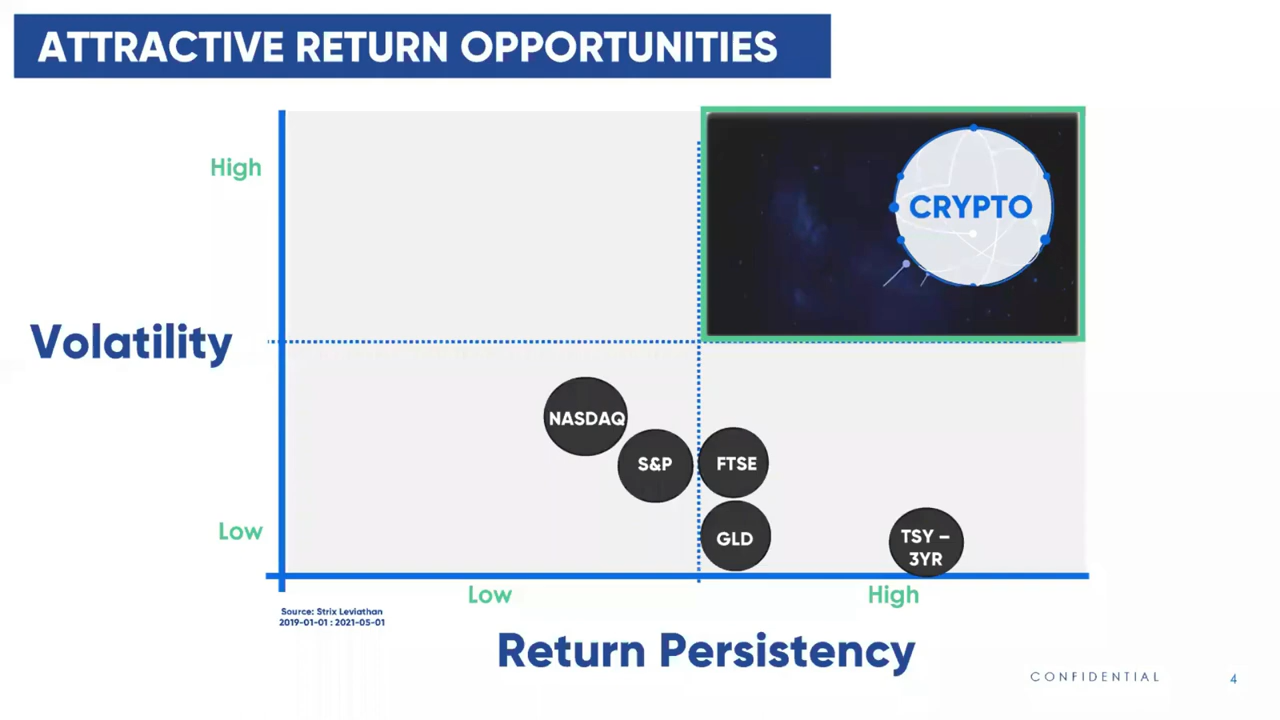 ATTRACTIVE RETURN OPPORTUNITIES
High
CRYPTO
Volatility
NASDAQ
S&P
FTSE
Low
GLD
TSY –
3YR
Low
High
Source: Strix Leviathan
2019-01-01 : 2021-05-01
Return Persistency
CONFIDENTIAL
4